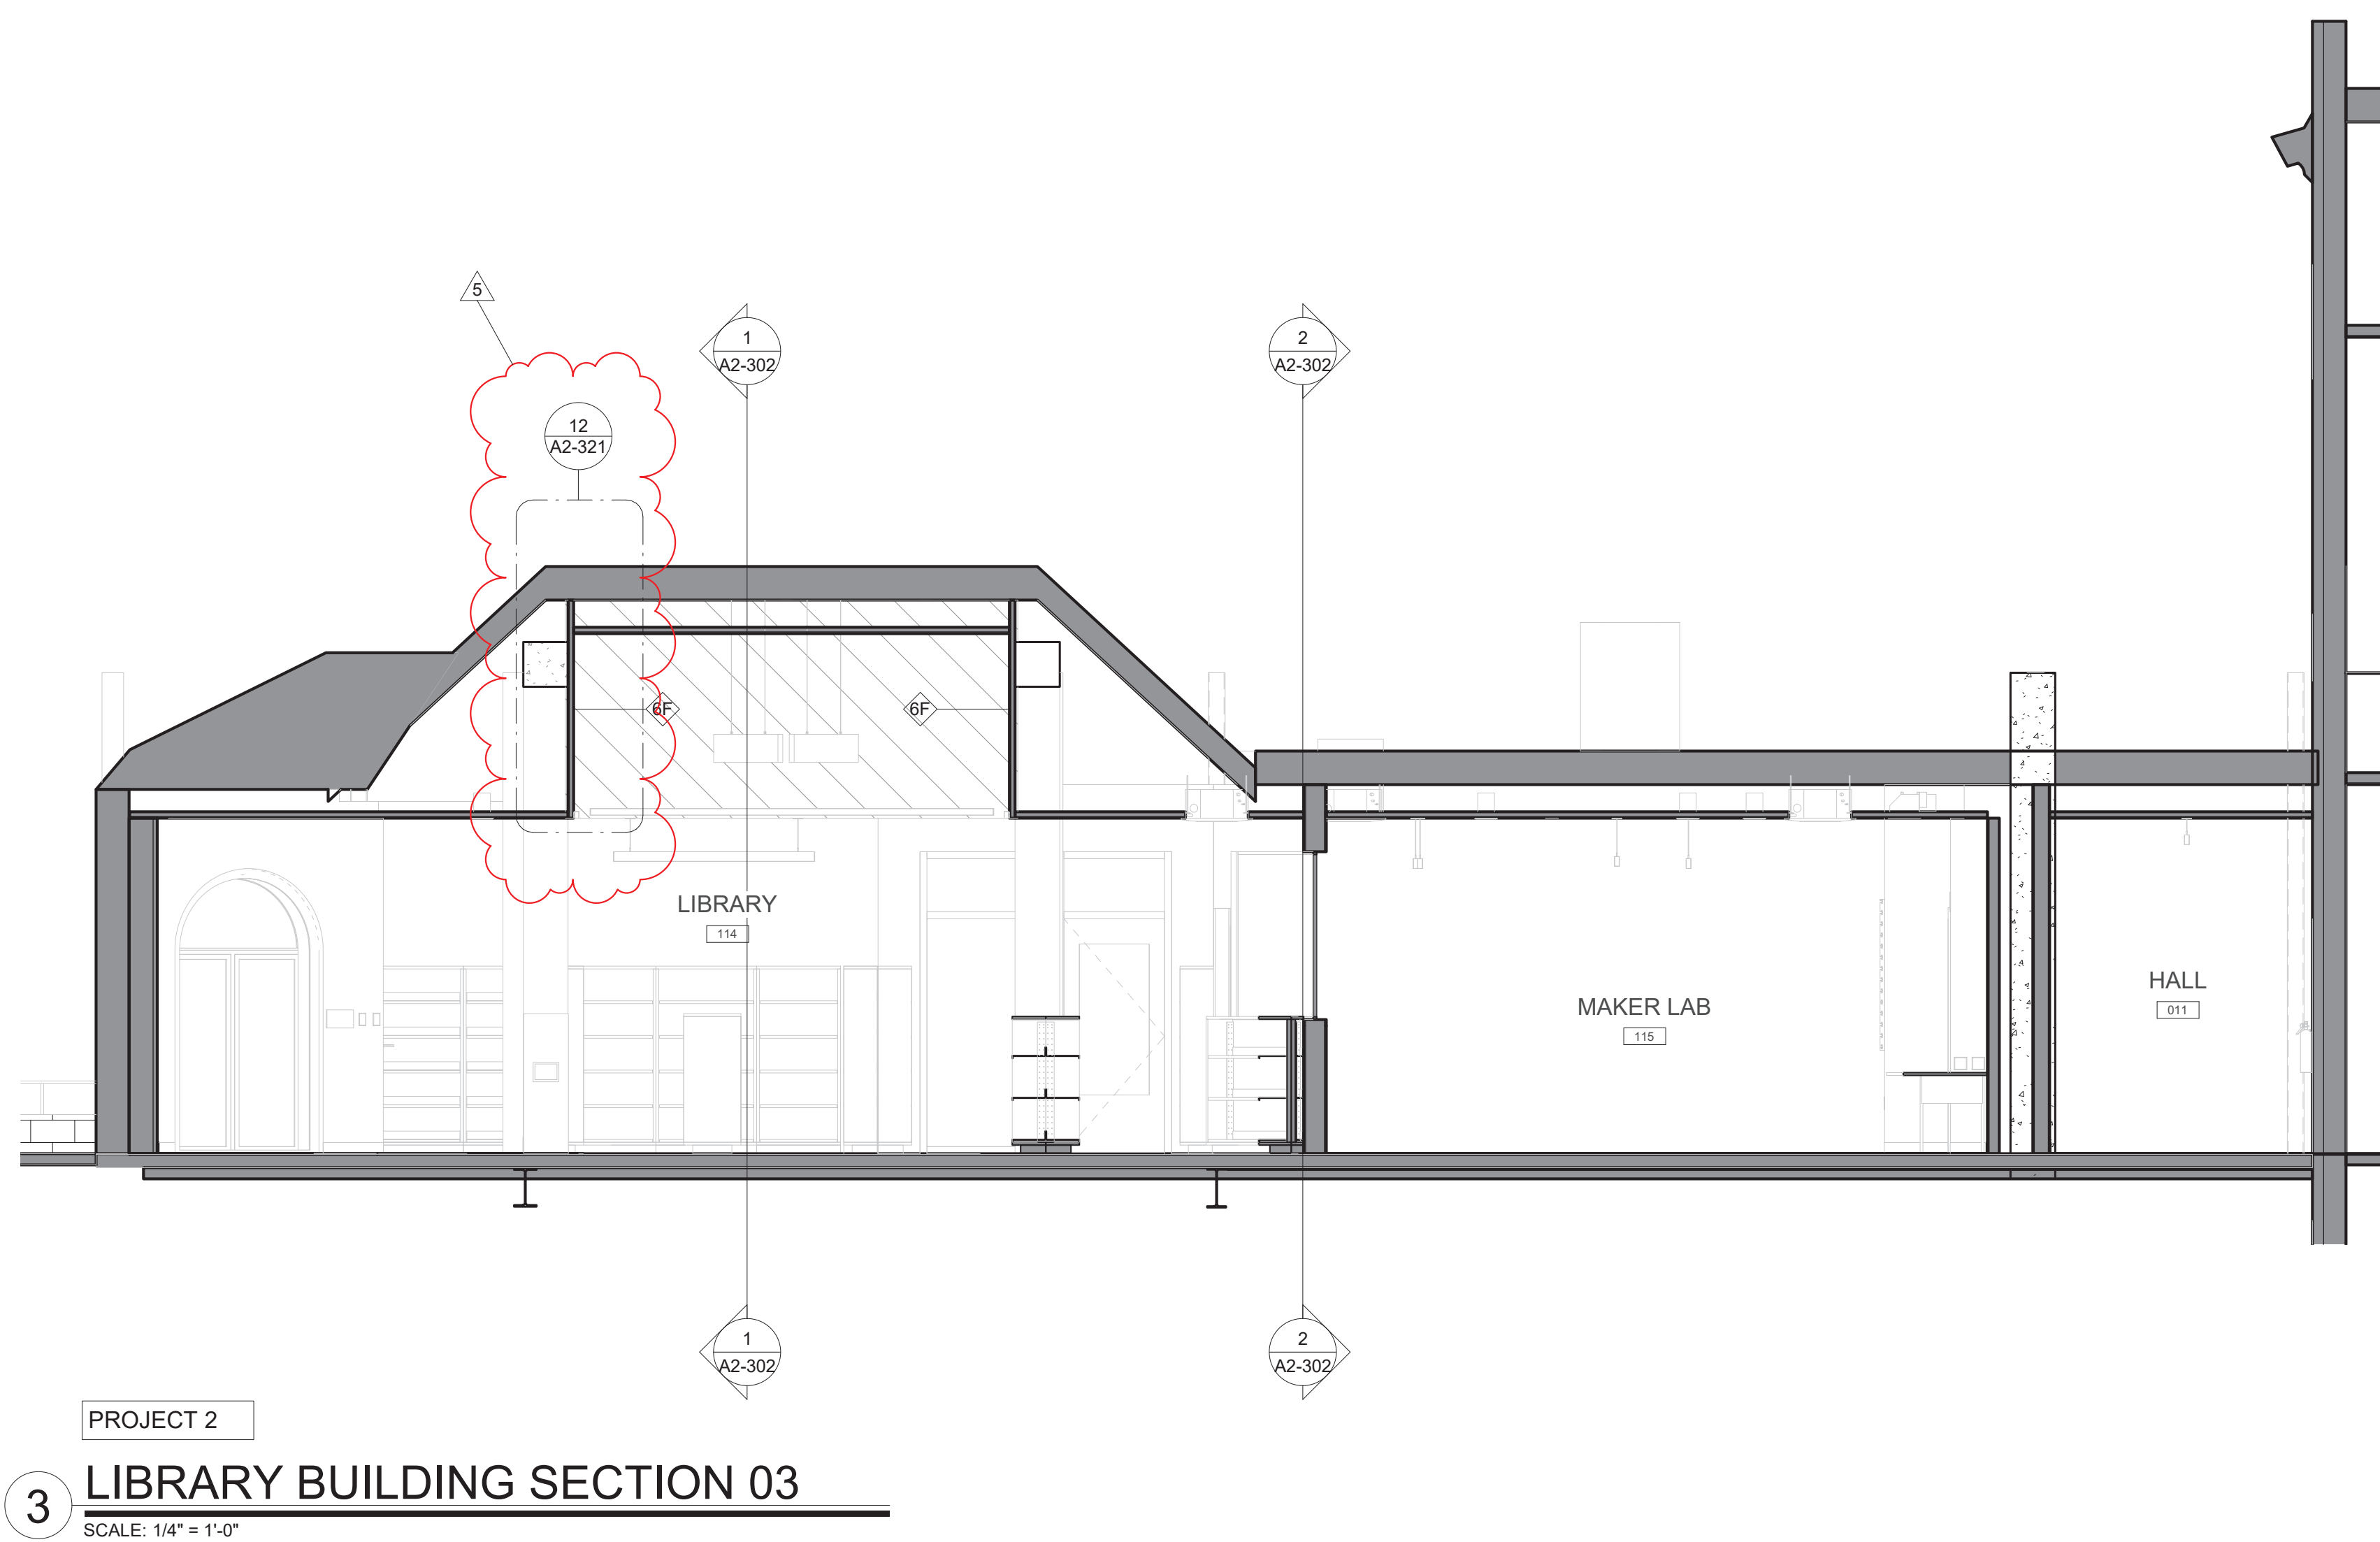 5
1
A2-302
2
A2-302
12
A2-321
6F
6F
LIBRARY
114
MAKER LAB
115
HALL
011
1
A2-302
2
A2-302
PROJECT 2
3
LIBRARY BUILDING SECTION 03
SCALE: 1/4" = 1'-0"